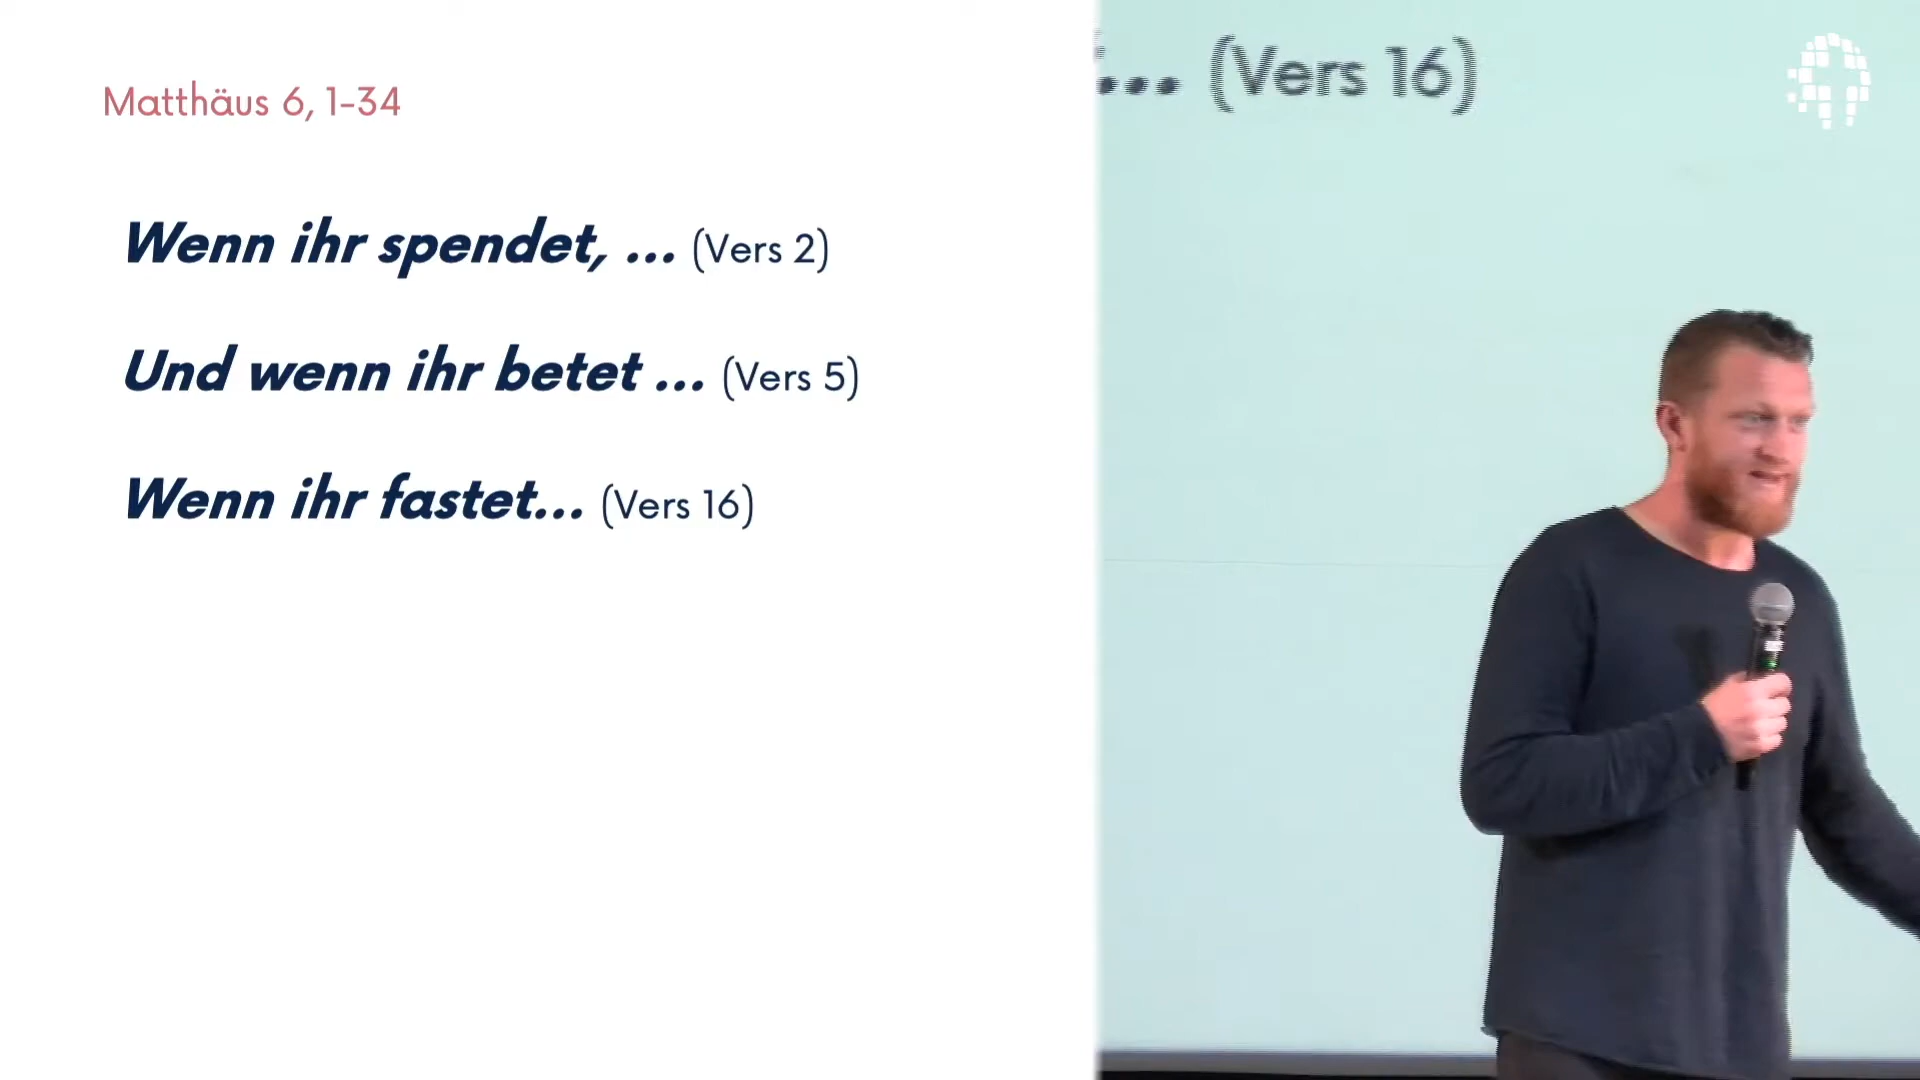 Matthäus 6, 1-34
Wenn ihr spendet, ... (Vers 2)
Und wenn ihr betet ... (Vers 5)
Wenn ihr fastet... (Vers 16)
... (Vers 16)